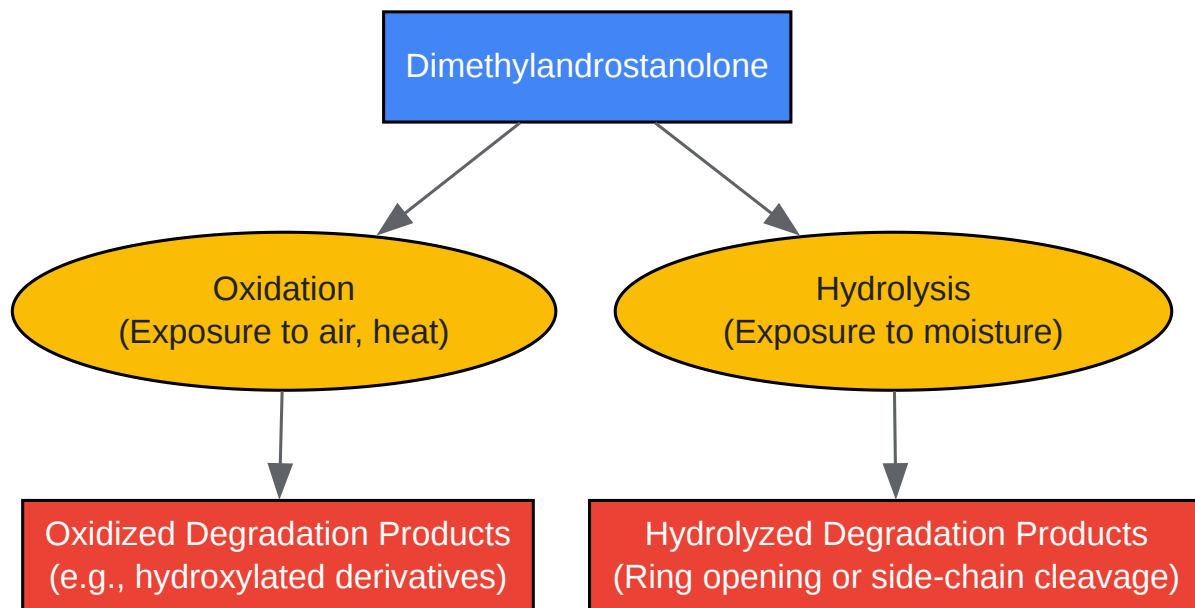 Dimethylandrostanolone
Oxidation
(Exposure to air, heat)
Hydrolysis
(Exposure to moisture)
Oxidized Degradation Products
(e.g., hydroxylated derivatives)
Hydrolyzed Degradation Products
(Ring opening or side-chain cleavage)